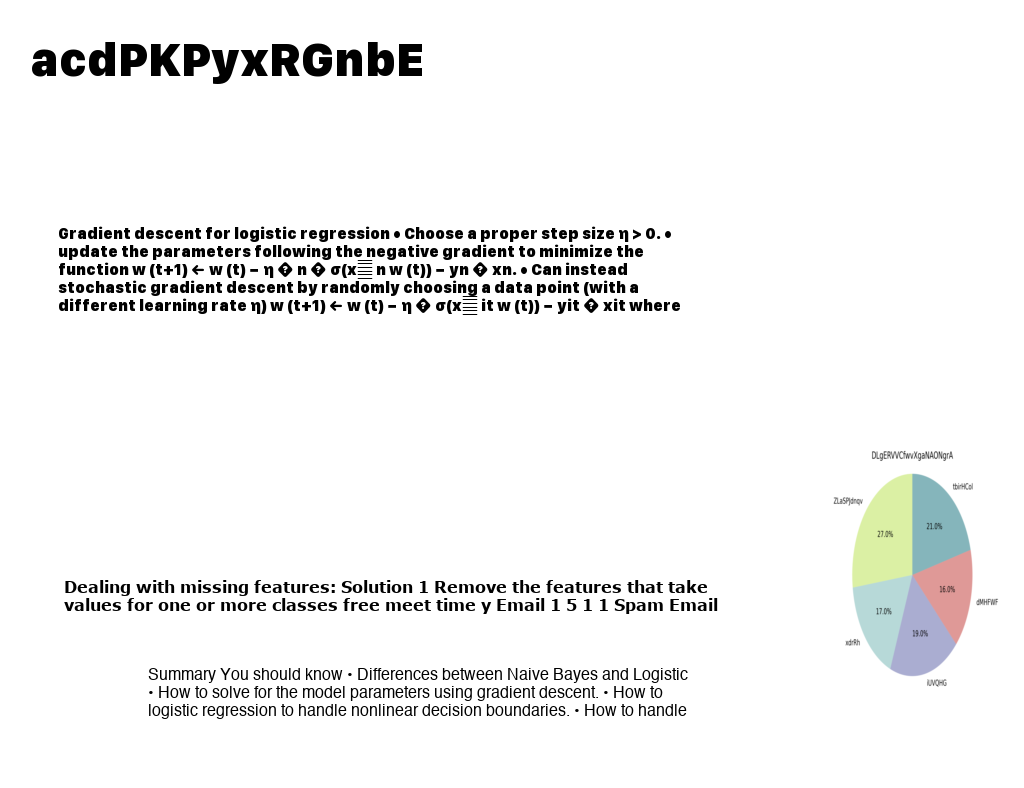 acdPKPyxRGnbE
Gradient descent for logistic regression • Choose a proper step size η > 0. •
update the parameters following the negative gradient to minimize the
function w (t+1) ← w (t) − η � n � σ(x n w (t)) − yn � xn. • Can instead
stochastic gradient descent by randomly choosing a data point (with a
different learning rate η) w (t+1) ← w (t) − η � σ(x it w (t)) − yit � xit where
DLgERVVCfwvXgaNAONgrA
tbirHCol
ZLaSPJdnqv
27.0%
21.0%
16.0%
dMHFWF
17.0%
19.0%
xdrRh
iUVQHG
Dealing with missing features: Solution 1 Remove the features that take
values for one or more classes free meet time y Email 1 5 1 1 Spam Email
Summary You should know • Differences between Naive Bayes and Logistic
• How to solve for the model parameters using gradient descent. • How to
logistic regression to handle nonlinear decision boundaries. • How to handle